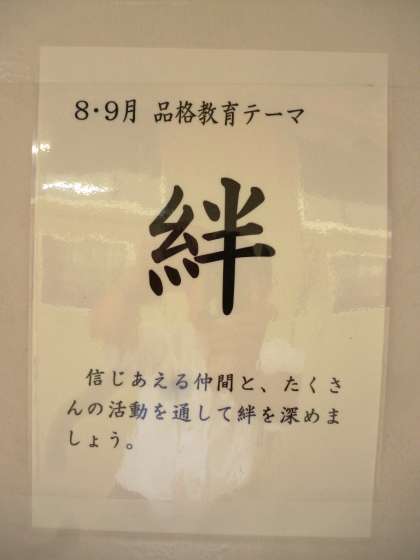 8・9月 品格教育テーマ
絆
信じあえる仲間と、たくさ
んの活動を通して絆を深めま
しょう。